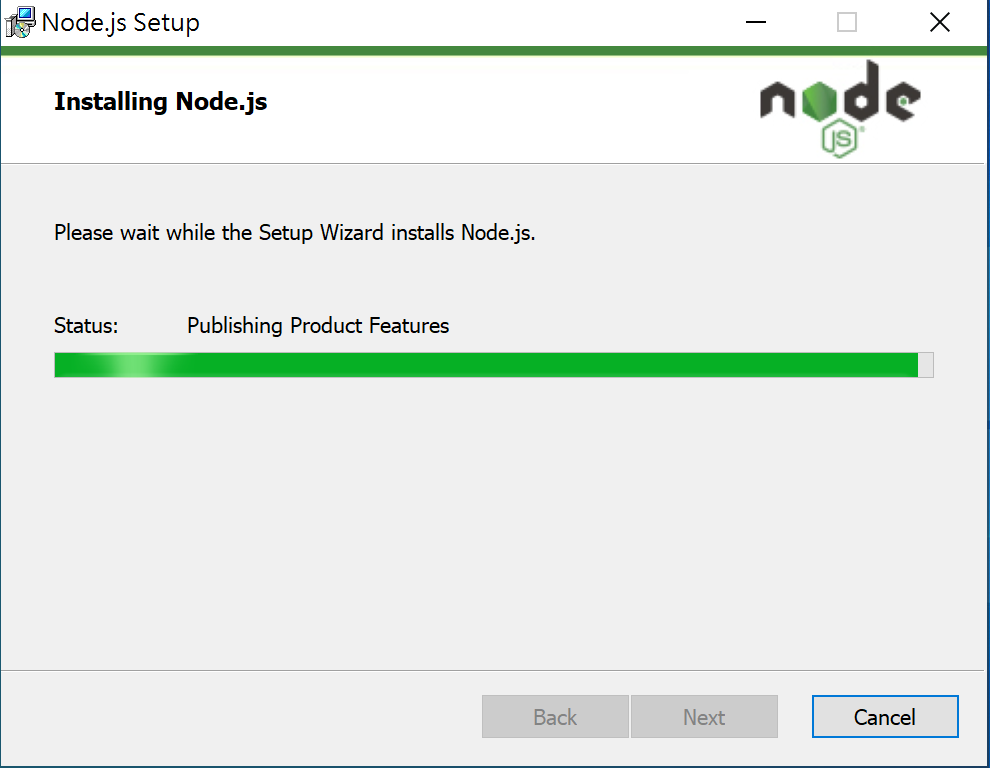 Node.js Setup
Installing Node.js
node
JS
Please wait while the Setup Wizard installs Node.js.
Status: Publishing Product Features
Back Next Cancel